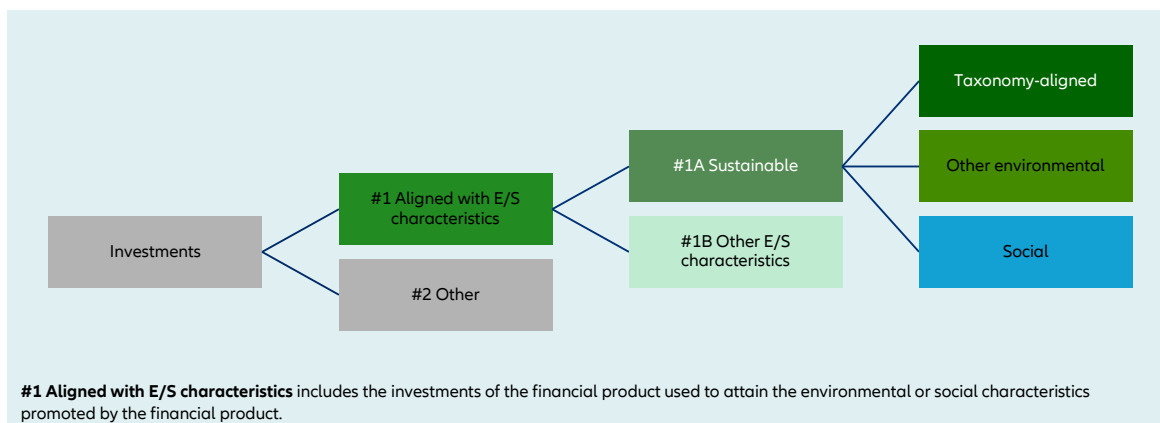 Taxonomy-aligned
#1A Sustainable
Other environmental
#1 Aligned with E/S
characteristics
Investments
#1B Other E/S
characteristics
Social
#2 Other
#1 Aligned with E/S characteristics includes the investments of the financial product used to attain the environmental or social characteristics
promoted by the financial product.